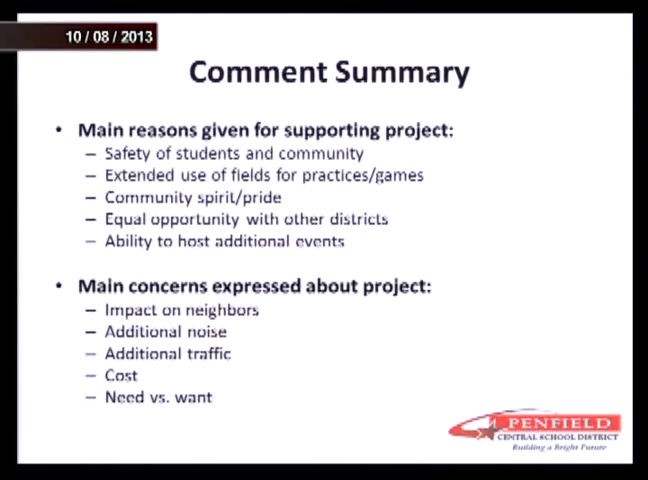 10 / 08 / 2013
Comment Summary
• Main reasons given for supporting project:
– Safety of students and community
– Extended use of fields for practices/games
– Community spirit/pride
– Equal opportunity with other districts
– Ability to host additional events
• Main concerns expressed about project:
– Impact on neighbors
– Additional noise
– Additional traffic
– Cost
– Need vs. want
PENFIELD
CENTRAL SCHOOL DISTRICT
Building a Bright Future